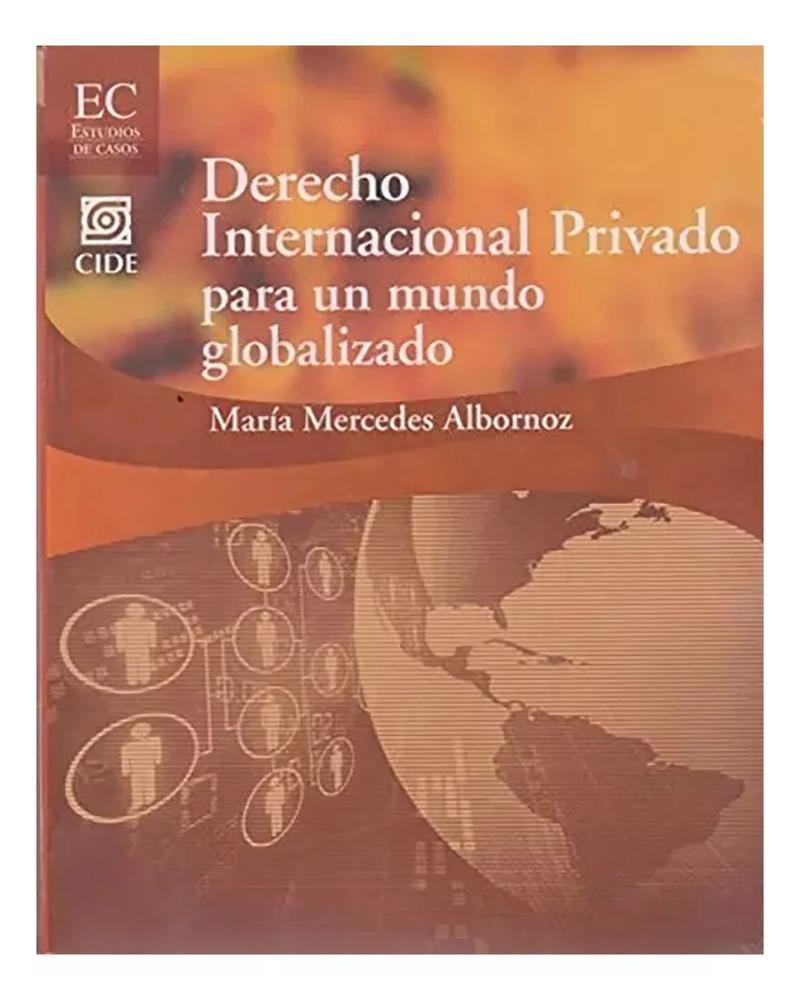 EC
ESTUDIOS
DE CASOS
CIDE
Derecho
Internacional Privado
para un mundo
globalizado
María Mercedes Albornoz